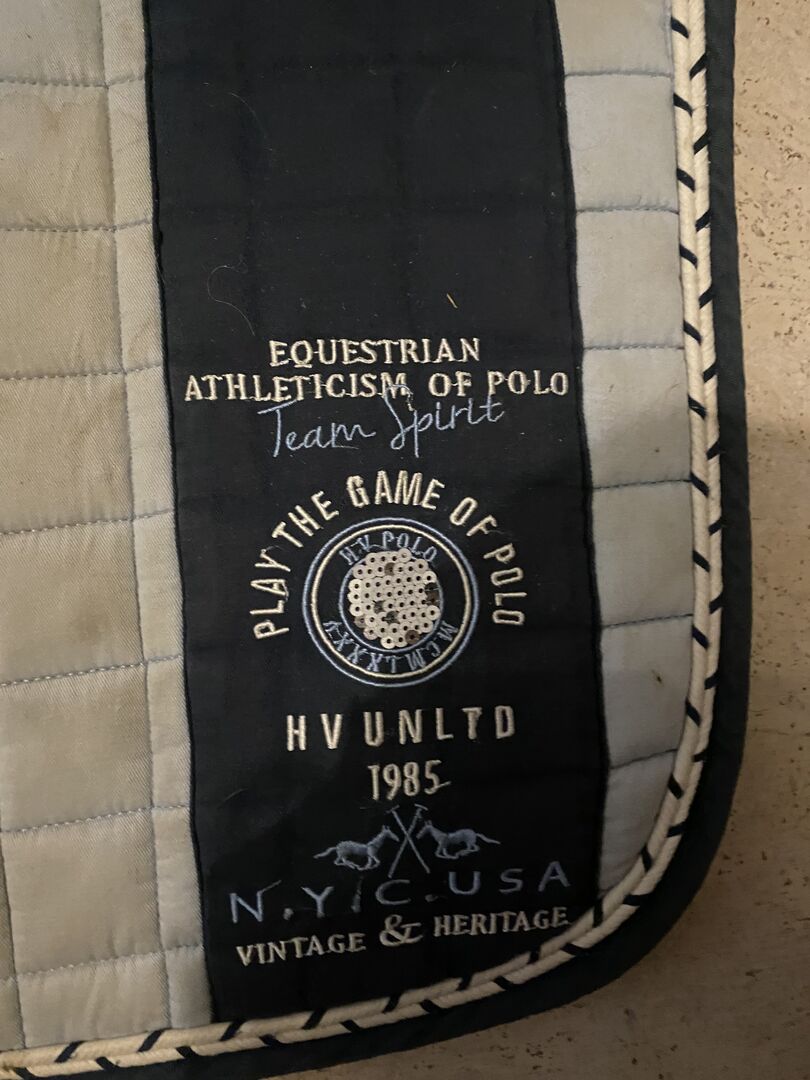 EQUESTRIAN
ATHLETICISM OF POLO
Team Spirit
PLAY THE GAME OF POLO
H.V. POLO
MCMLXXXV
HV UNLTD
1985
N.Y.C. USA
VINTAGE & HERITAGE